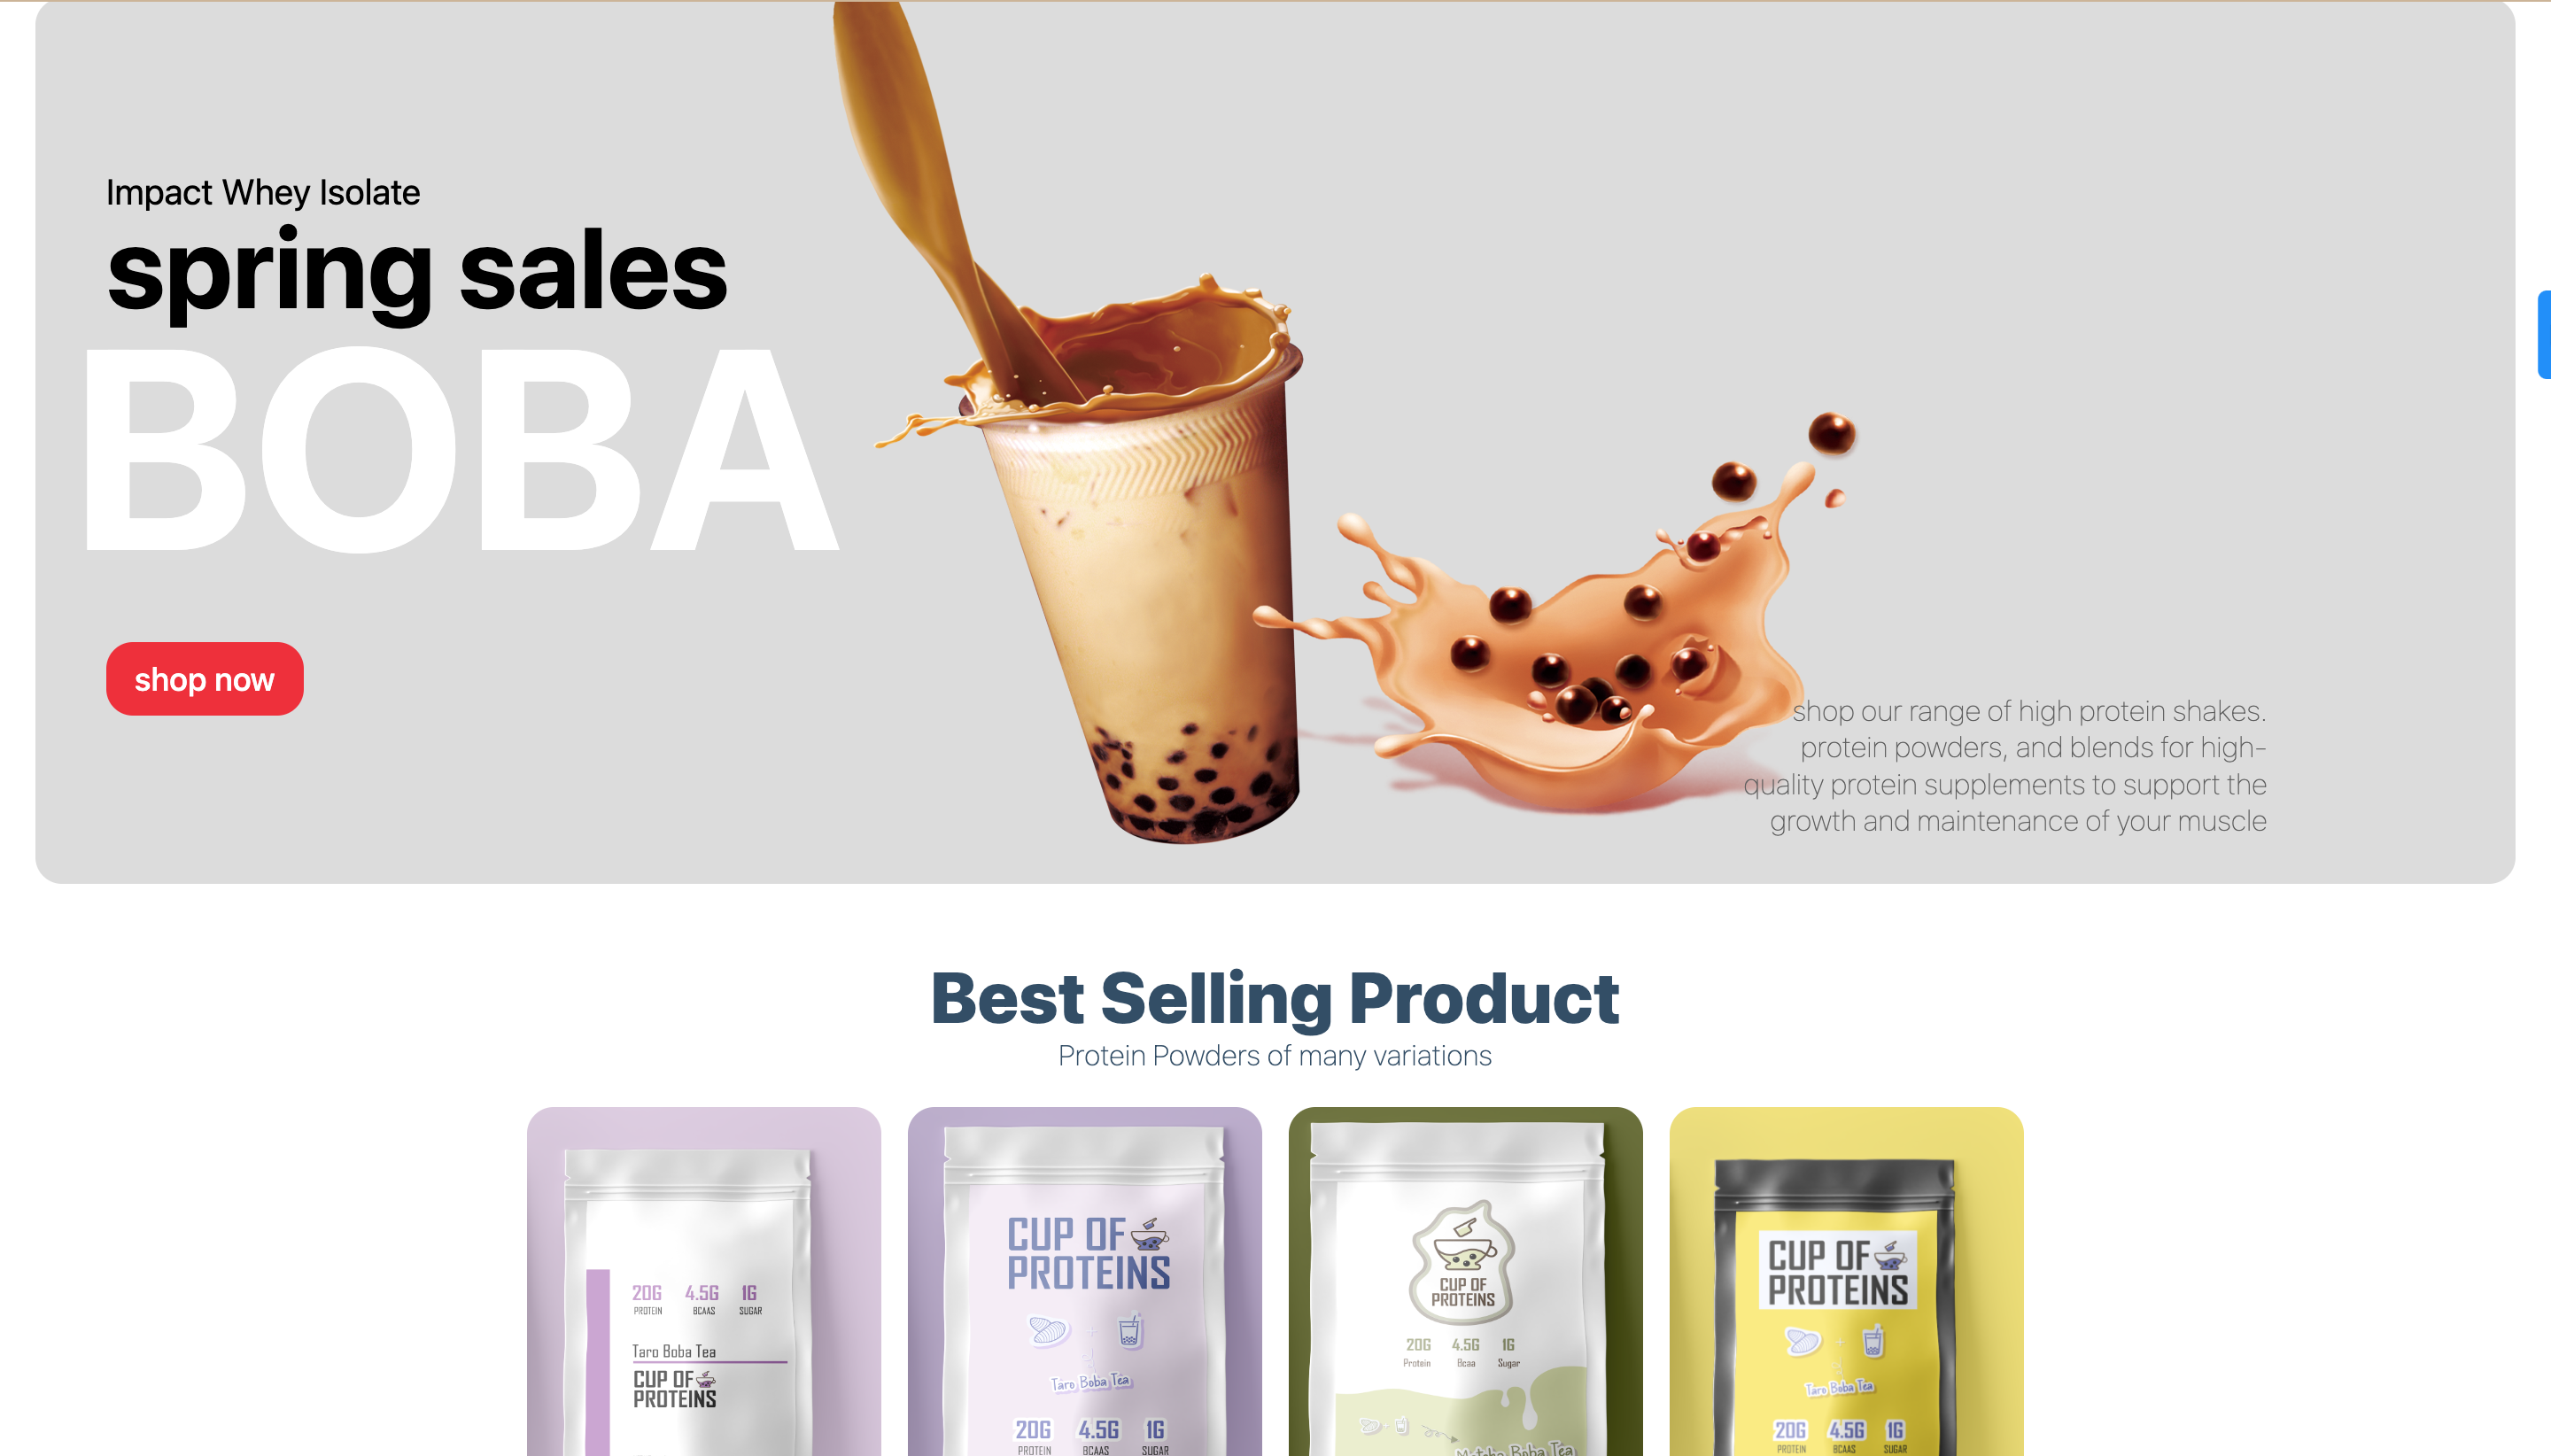 Impact Whey Isolate
spring sales
BOBA
shop now
shop our range of high protein shakes.
protein powders, and blends for high-
quality protein supplements to support the
growth and maintenance of your muscle
Best Selling Product
Protein Powders of many variations
20G 4.5G 1G
PROTEIN BCAAS SUGAR
Taro Boba Tea
CUP OF
PROTEINS
CUP OF
PROTEINS
Taro Boba Tea
20G 4.5G 1G
PROTEIN BCAAS SUGAR
CUP OF
PROTEINS
20G 4.5G 1G
Protein Bcaa Sugar
Matcha Boba Tea
CUP OF
PROTEINS
Taro Boba Tea
20G 4.5G 1G
PROTEIN BCAAS SUGAR